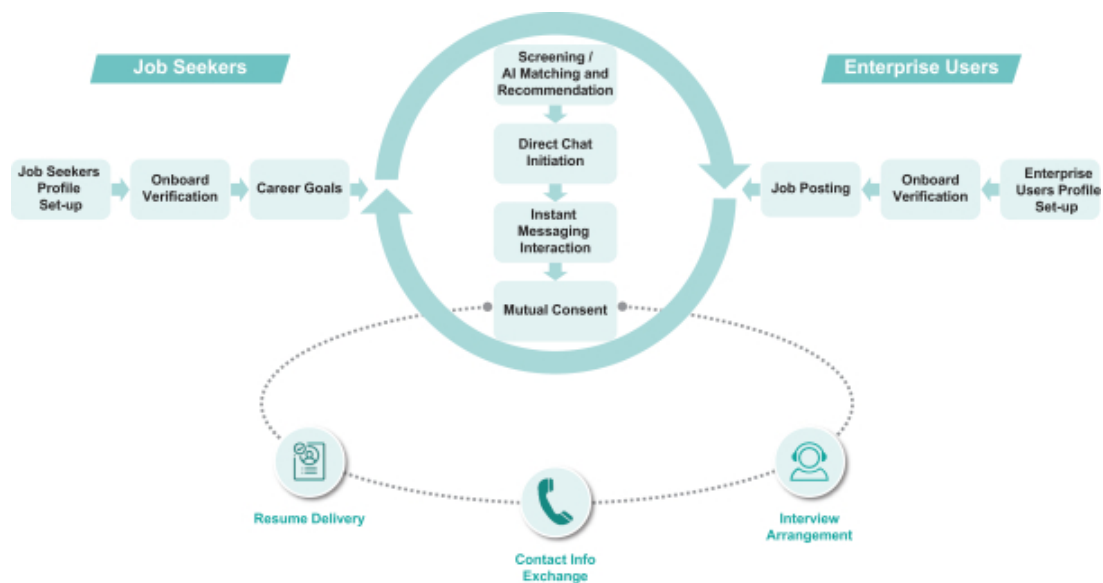 Job Seekers
Enterprise Users
Screening /
AI Matching and
Recommendation
Direct Chat
Initiation
Instant
Messaging
Interaction
Mutual Consent
Job Seekers
Profile
Set-up
Onboard
Verification
Career Goals
Job Posting
Onboard
Verification
Enterprise
Users Profile
Set-up
Resume Delivery
Contact Info
Exchange
Interview
Arrangement